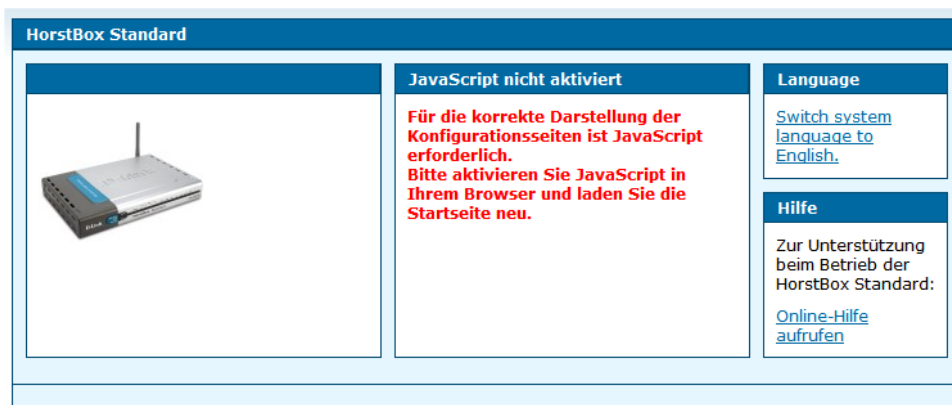 HorstBox Standard
JavaScript nicht aktiviert
Für die korrekte Darstellung der
Konfigurationsseiten ist JavaScript
erforderlich.
Bitte aktivieren Sie JavaScript in
Ihrem Browser und laden Sie die
Startseite neu.
Language
Switch system
language to
English.
Hilfe
Zur Unterstützung
beim Betrieb der
HorstBox Standard:
Online-Hilfe
aufrufen
D-Link
D-Link